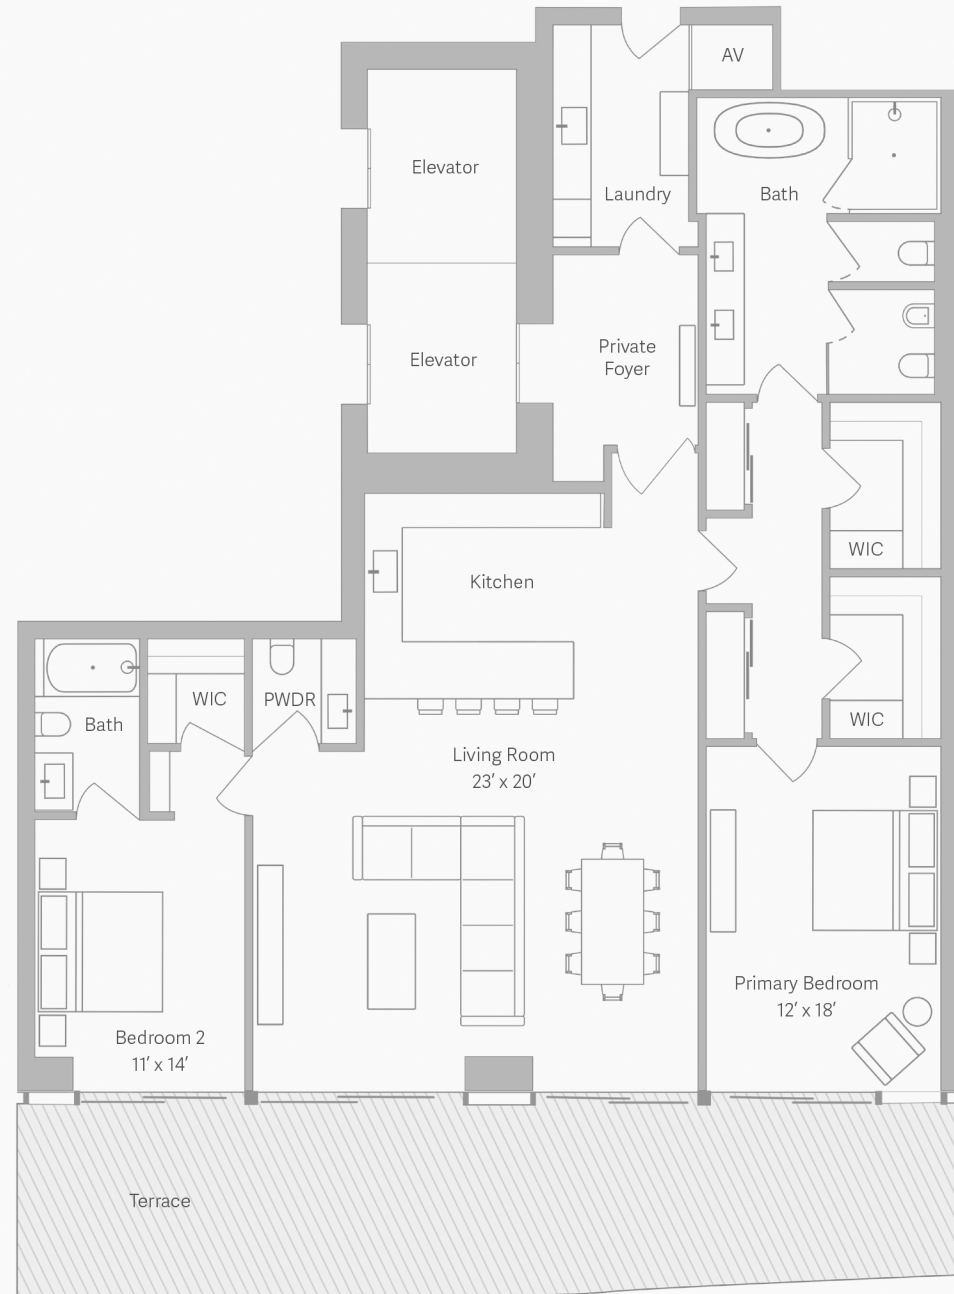 AV
Elevator
Laundry
Bath
Private
Foyer
Elevator
WIC
Kitchen
WIC
PWDR
WIC
Bath
Living Room
23′ x 20′
Primary Bedroom
12′ x 18′
Bedroom 2
11′ x 14′
Terrace